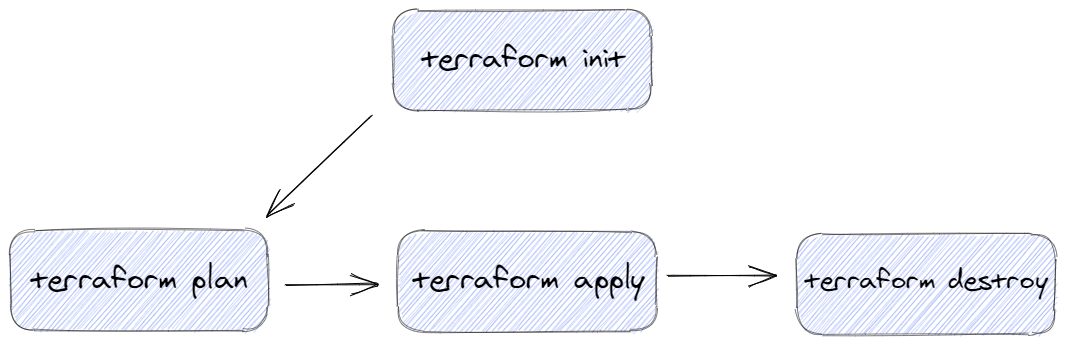 terraform init
terraform plan
terraform apply
terraform destroy